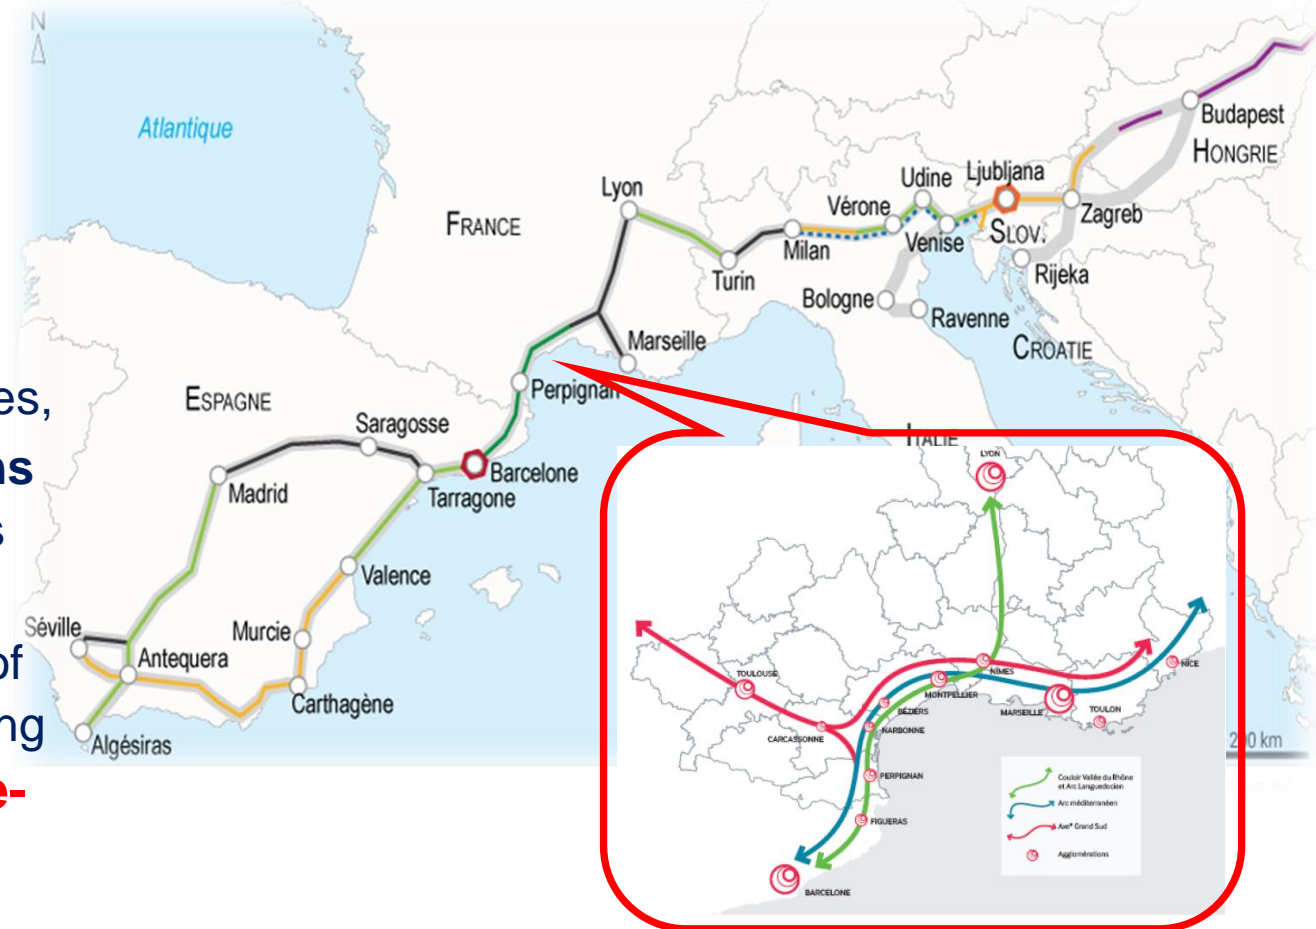 N
Atlantique
FRANCE
Lyon
Turin
Milan
Vérone
Udine
Venise
Ljubljana
SLOV.
Zagreb
Budapest
HONGRIE
Rijeka
CROATIE
Bologne
Ravenne
ITALIE
Marseille
Perpignan
ESPAGNE
Saragosse
Madrid
Barcelone
Tarragone
Valence
Murcie
Carthagène
Séville
Antequera
Algésiras
es,
ns
s
of
ng
e-
LYON
TOULOUSE
CARCASSONNE
NARBONNE
BÉZIERS
MONTPELLIER
NÎMES
MARSEILLE
TOULON
NICE
PERPIGNAN
FIGUERAS
BARCELONE
Couloir Vallée du Rhône
et Arc Languedocien
Arc méditerranéen
Axe* Grand Sud
Agglomérations
km